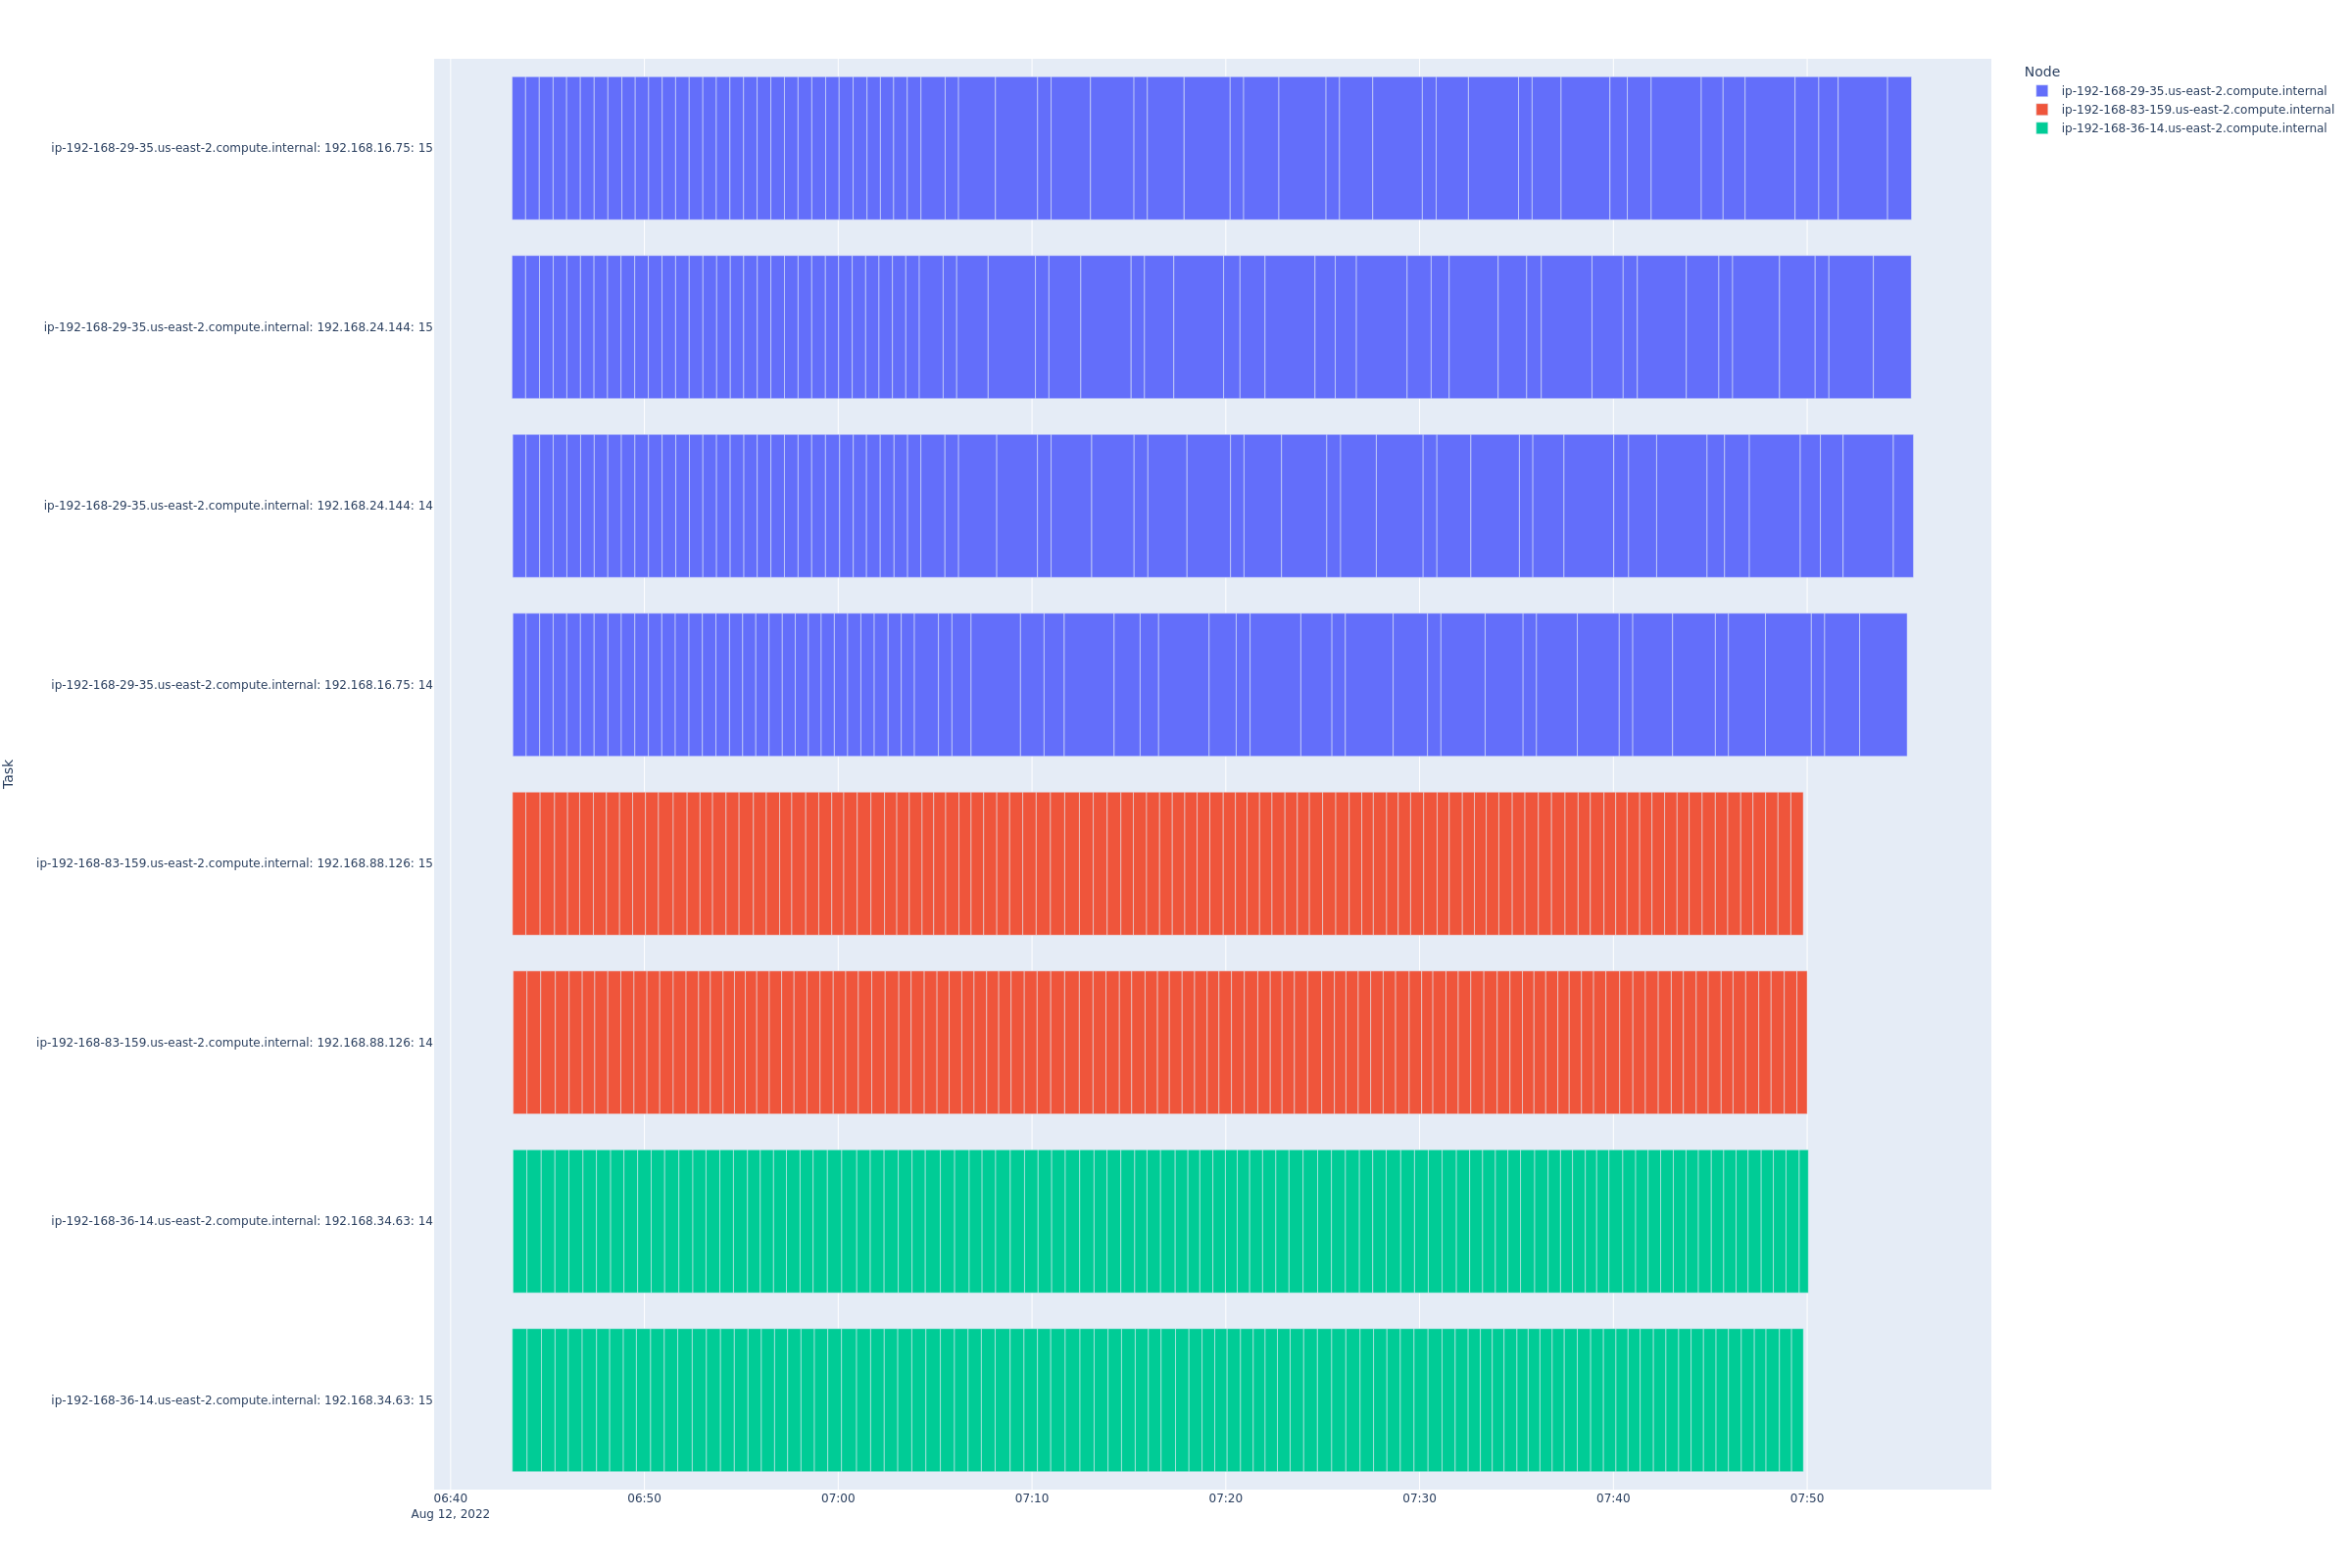 Node
ip-192-168-29-35.us-east-2.compute.internal
ip-192-168-83-159.us-east-2.compute.internal
ip-192-168-36-14.us-east-2.compute.internal
Task
ip-192-168-29-35.us-east-2.compute.internal: 192.168.16.75: 15
ip-192-168-29-35.us-east-2.compute.internal: 192.168.24.144: 15
ip-192-168-29-35.us-east-2.compute.internal: 192.168.24.144: 14
ip-192-168-29-35.us-east-2.compute.internal: 192.168.16.75: 14
ip-192-168-83-159.us-east-2.compute.internal: 192.168.88.126: 15
ip-192-168-83-159.us-east-2.compute.internal: 192.168.88.126: 14
ip-192-168-36-14.us-east-2.compute.internal: 192.168.34.63: 14
ip-192-168-36-14.us-east-2.compute.internal: 192.168.34.63: 15
06:40 06:50 07:00 07:10 07:20 07:30 07:40 07:50
Aug 12, 2022